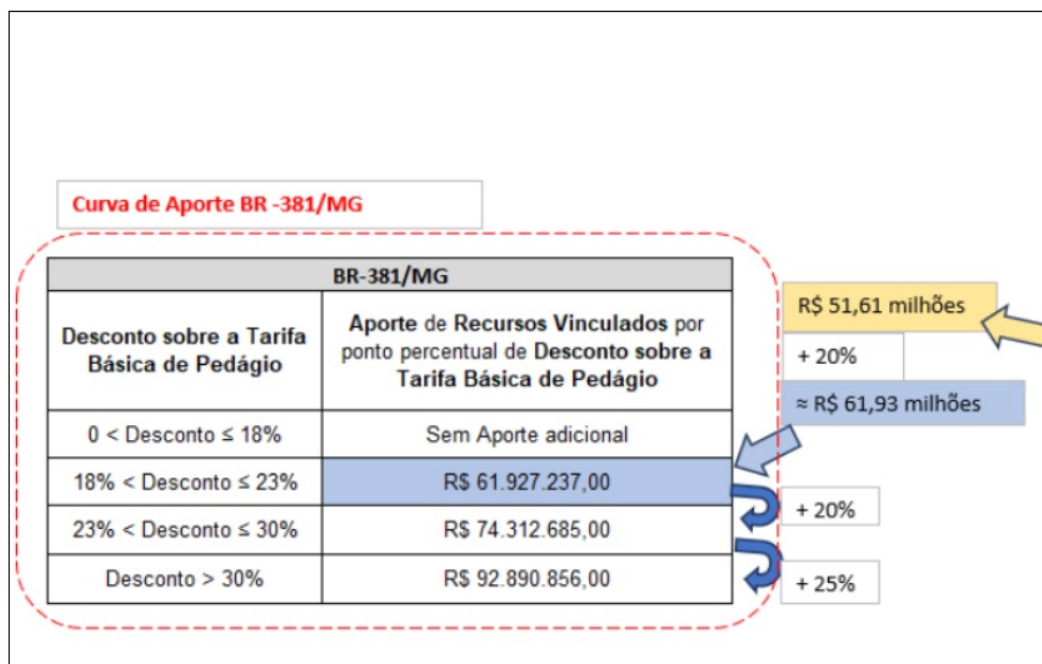 Curva de Aporte BR -381/MG
BR-381/MG
Desconto sobre a Tarifa
Básica de Pedágio
Aporte de Recursos Vinculados por
ponto percentual de Desconto sobre a
Tarifa Básica de Pedágio
0 < Desconto ≤ 18%
Sem Aporte adicional
18% < Desconto ≤ 23%
R$ 61.927.237,00
23% < Desconto ≤ 30%
R$ 74.312.685,00
Desconto > 30%
R$ 92.890.856,00
R$ 51,61 milhões
+ 20%
≈ R$ 61,93 milhões
+ 20%
+ 25%